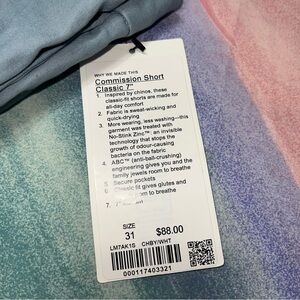 WHY WE MADE THIS
Commission Short
Classic 7"
1. Inspired by chinos, these
classic-fit shorts are made for
all-day comfort
2. Fabric is sweat-wicking and
quick-drying
3. More wearing, less washing—this
garment was treated with
No-Stink Zinc™ an invisible
technology that stops the
growth of odour-causing
bacteria on the fabric
4. ABC™ (anti-ball-crushing)
engineering gives you and the
family jewels room to breathe
5. Secure pockets
fit gives glutes and
room to breathe
7.
SIZE
31
$88.00
LM7AK1S CHBY/WHT
000117403321